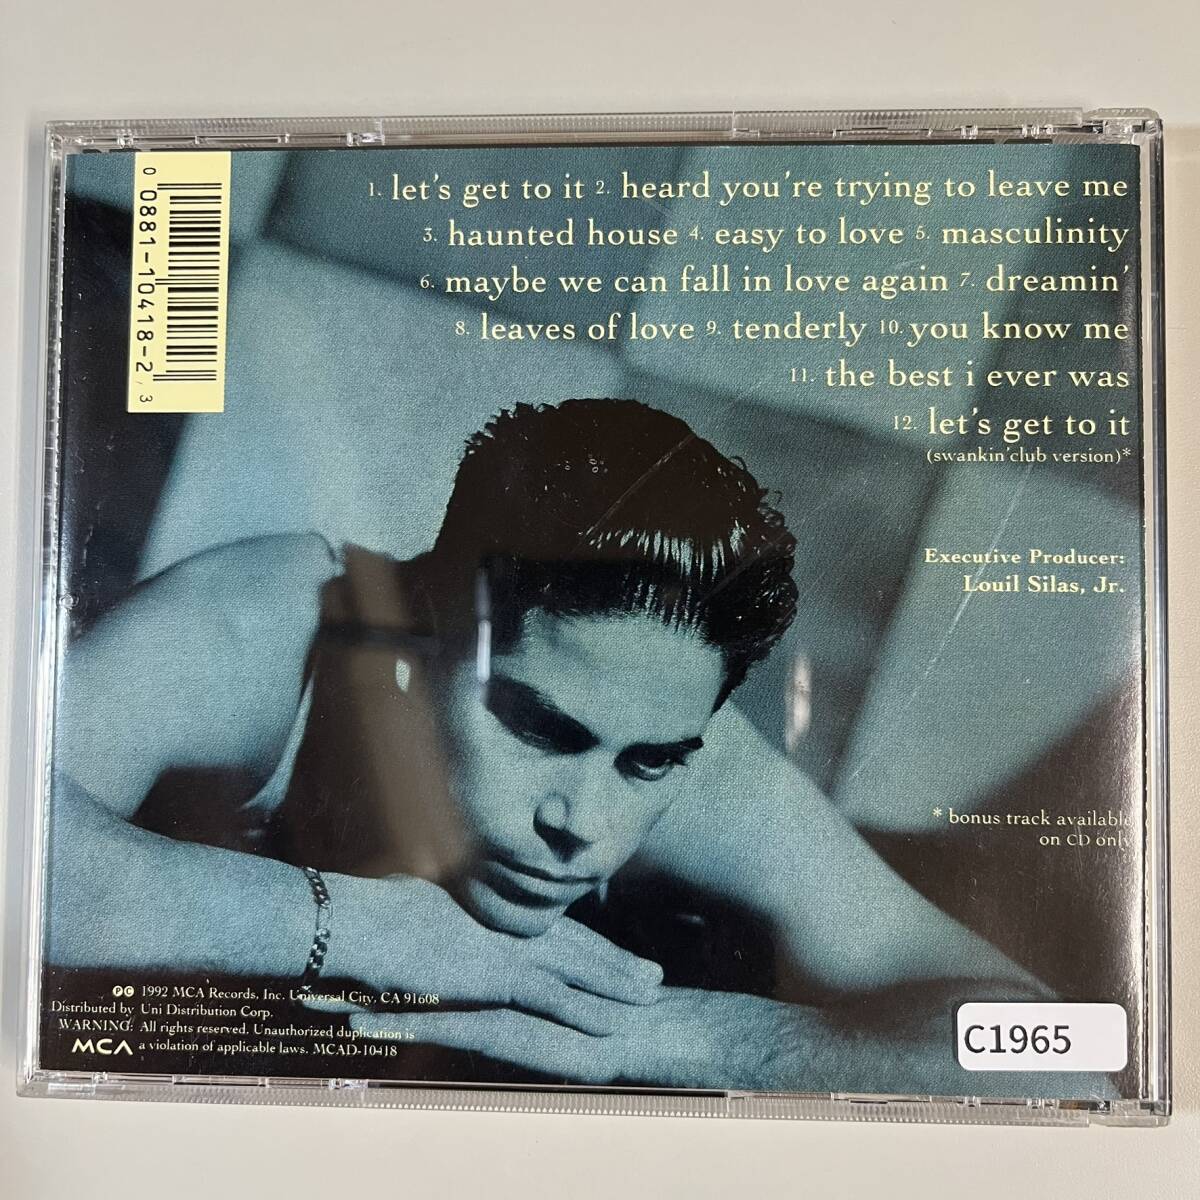 1. let's get to it 2. heard you're trying to leave me
3. haunted house 4. easy to love 5. masculinity
6. maybe we can fall in love again 7. dreamin'
8. leaves of love 9. tenderly 10. you know me
11. the best i ever was
12. let's get to it
(swankin'club version)*
Executive Producer:
Louil Silas, Jr.
* bonus track available
on CD only
0 0881-10418-2 / 3
℗© 1992 MCA Records, Inc. Universal City, CA 91608
Distributed by Uni Distribution Corp.
WARNING: All rights reserved. Unauthorized duplication is
MCA a violation of applicable laws. MCAD-10418
C1965